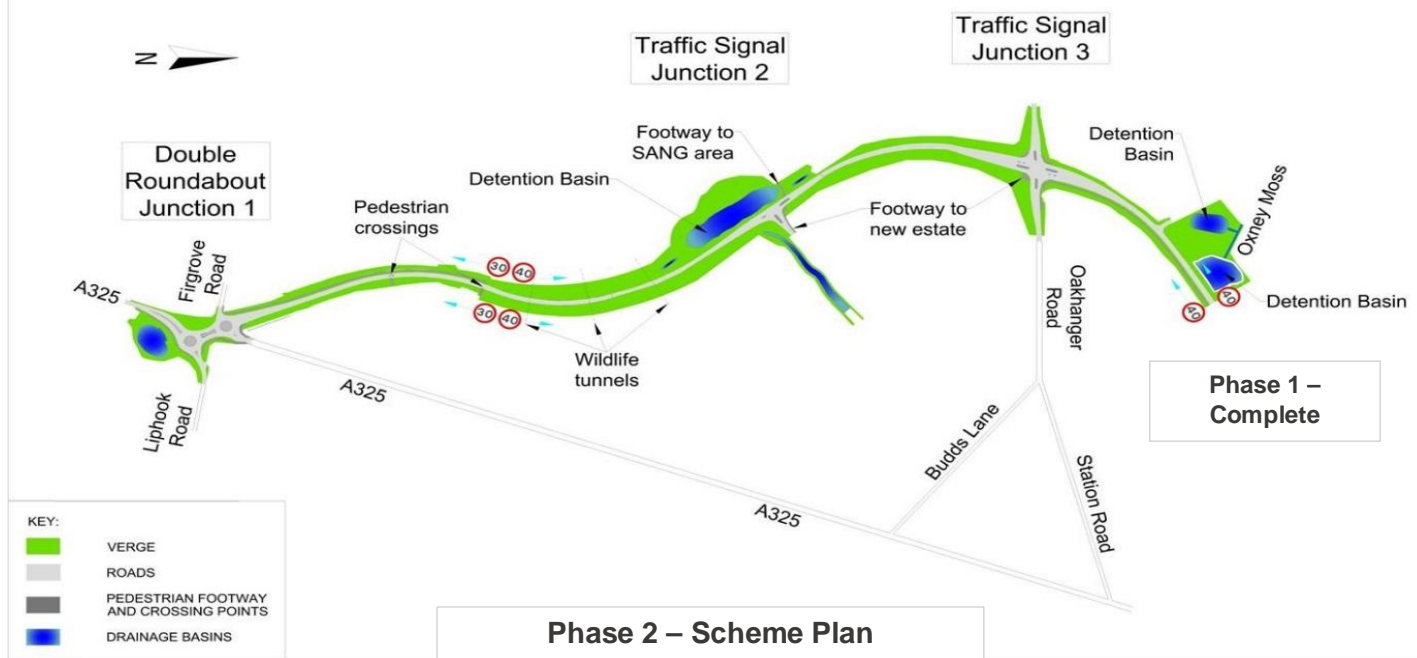 N
Traffic Signal
Junction 2
Traffic Signal
Junction 3
Double
Roundabout
Junction 1
Footway to
SANG area
Detention Basin
Detention
Basin
Pedestrian
crossings
Footway to
new estate
Oxney Moss
Firgrove
Road
A325
30
40
30
40
40
40
Detention Basin
Wildlife
tunnels
Oakhanger
Road
Liphook
Road
A325
Phase 1 –
Complete
Budds Lane
Station Road
A325
KEY:
VERGE
ROADS
PEDESTRIAN FOOTWAY
AND CROSSING POINTS
DRAINAGE BASINS
Phase 2 – Scheme Plan